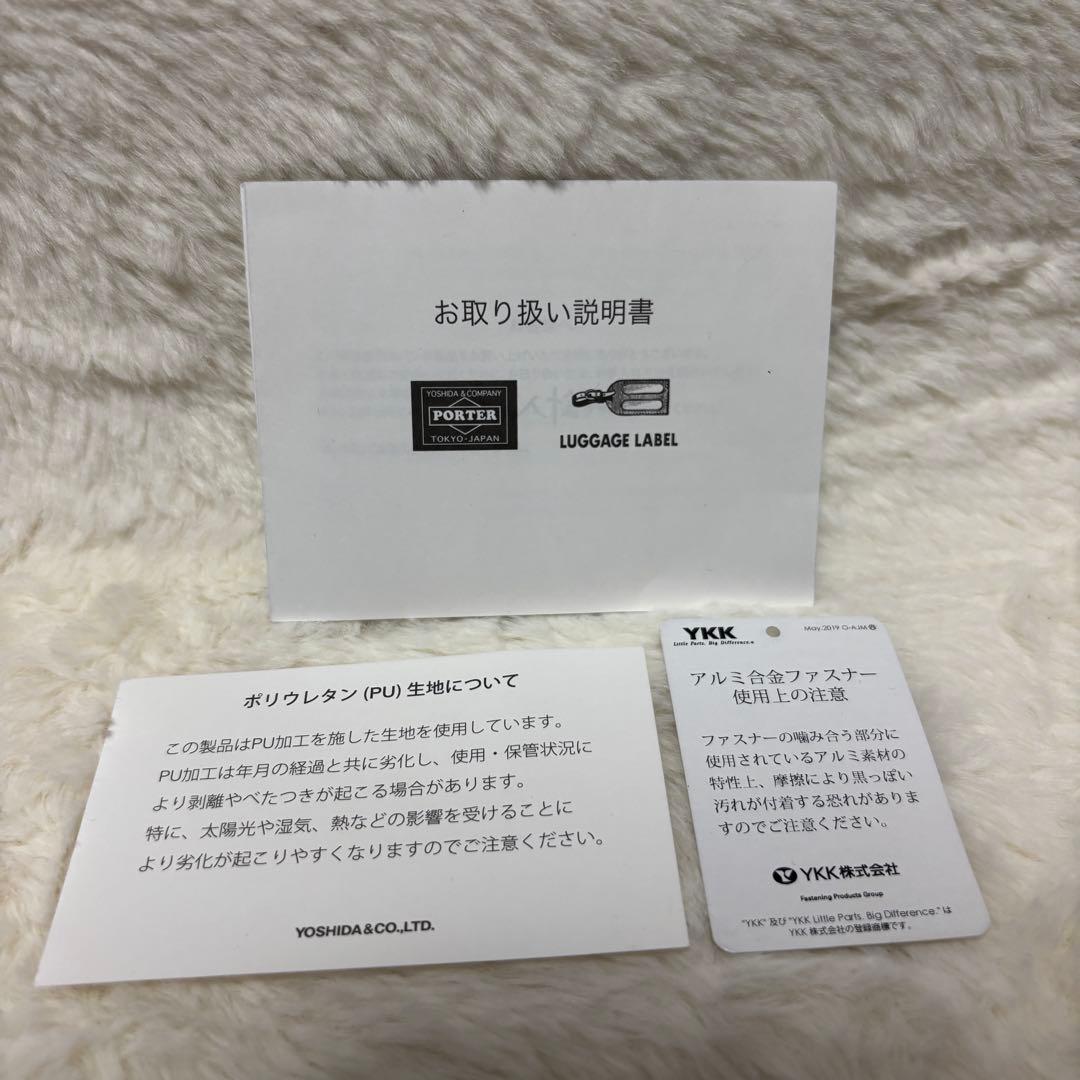 お取り扱い説明書
YOSHIDA & COMPANY
PORTER
TOKYO-JAPAN
LUGGAGE LABEL
ポリウレタン (PU) 生地について
この製品はPU加工を施した生地を使用しています。
PU加工は年月の経過と共に劣化し、使用・保管状況に
より剥離やべたつきが起こる場合があります。
特に、太陽光や湿気、熱などの影響を受けることに
より劣化が起こりやすくなりますのでご注意ください。
YOSHIDA&CO.,LTD.
YKK
Little Parts. Big Difference.
May.2019 O-AJM
アルミ合金ファスナー
使用上の注意
ファスナーの噛み合う部分に
使用されているアルミ素材の
特性上、摩擦により黒っぽい
汚れが付着する恐れがありま
すのでご注意ください。
YKK株式会社
Fastening Products Group
"YKK" 及び "YKK Little Parts. Big Difference." は
YKK 株式会社の登録商標です。